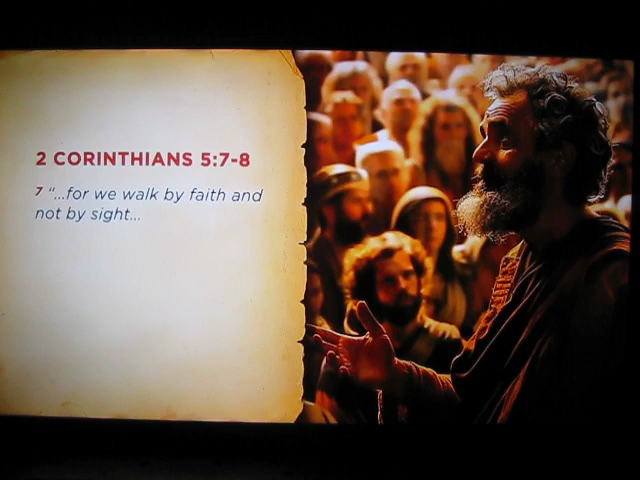 2 CORINTHIANS 5:7-8
7 "...for we walk by faith and
not by sight...